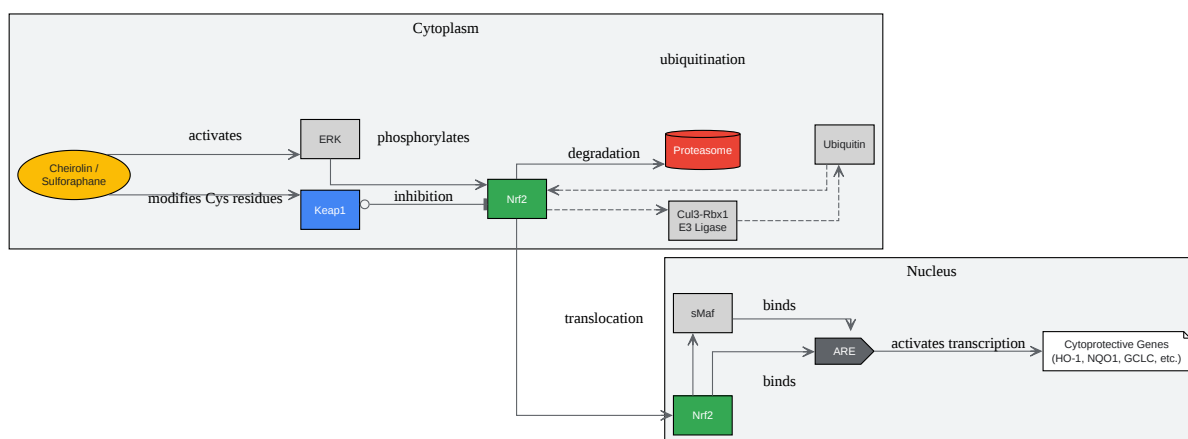 Cytoplasm
ubiquitination
activates
ERK
phosphorylates
Ubiquitin
Proteasome
degradation
Cheirolin /
Sulforaphane
modifies Cys residues
Keap1
inhibition
Nrf2
Cul3-Rbx1
E3 Ligase
Nucleus
translocation
sMaf
binds
ARE
activates transcription
Cytoprotective Genes
(HO-1, NQO1, GCLC, etc.)
binds
Nrf2